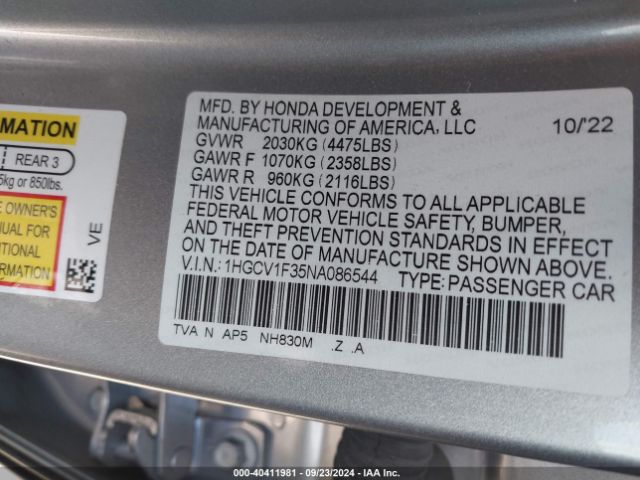 RMATION
REAR 3
5kg or 850lbs.
E OWNER'S
NUAL FOR
DITIONAL
ORMATION
VE
MFD. BY HONDA DEVELOPMENT &
MANUFACTURING OF AMERICA, LLC 10/'22
GVWR 2030KG (4475LBS)
GAWR F 1070KG (2358LBS)
GAWR R 960KG (2116LBS)
THIS VEHICLE CONFORMS TO ALL APPLICABLE
FEDERAL MOTOR VEHICLE SAFETY, BUMPER,
AND THEFT PREVENTION STANDARDS IN EFFECT
ON THE DATE OF MANUFACTURE SHOWN ABOVE.
V.I.N.: 1HGCV1F35NA086544 TYPE: PASSENGER CAR
TVA N AP5 NH830M .Z .A
000-40411981 - 09/23/2024 - IAA Inc.